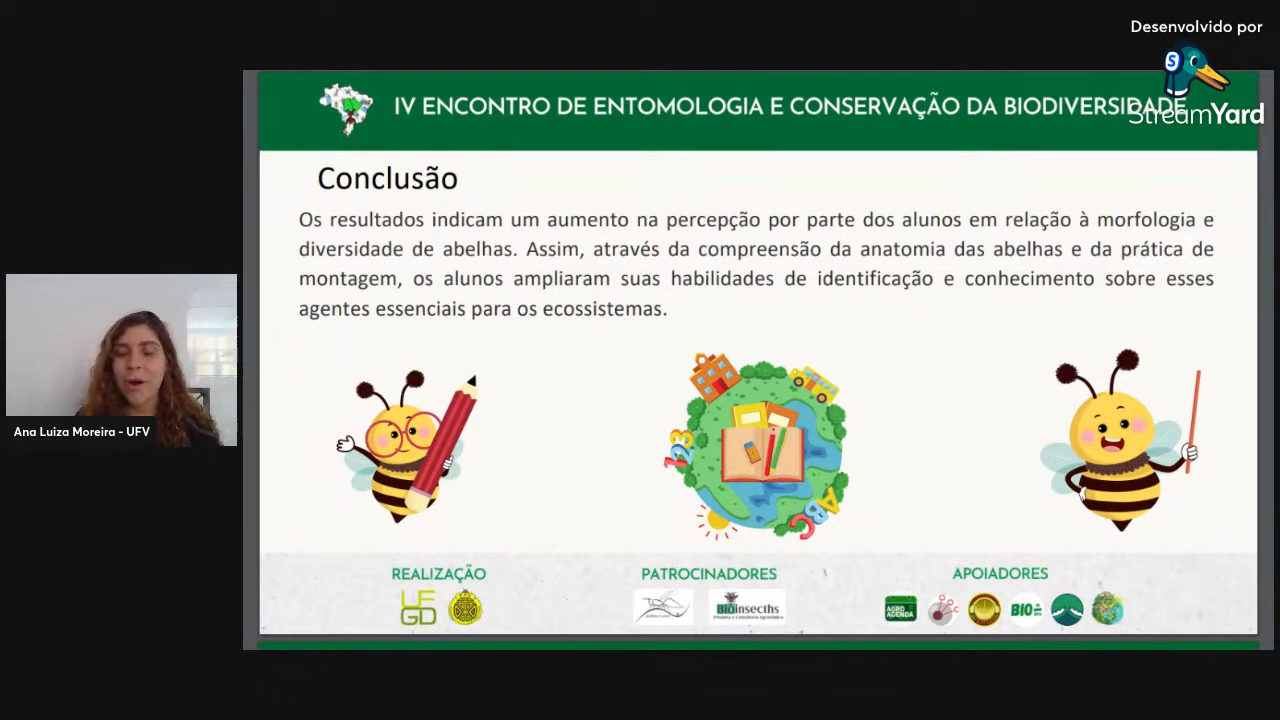 Desenvolvido por
StreamYard
IV ENCONTRO DE ENTOMOLOGIA E CONSERVAÇÃO DA BIODIVERSIDADE
Conclusão
Os resultados indicam um aumento na percepção por parte dos alunos em relação à morfologia e
diversidade de abelhas. Assim, através da compreensão da anatomia das abelhas e da prática de
montagem, os alunos ampliaram suas habilidades de identificação e conhecimento sobre esses
agentes essenciais para os ecossistemas.
123
ABC
Ana Luiza Moreira - UFV
REALIZAÇÃO
UFGD
PATROCINADORES
Bioinsecths
APOIADORES
AGRO
AGENDA
BIO